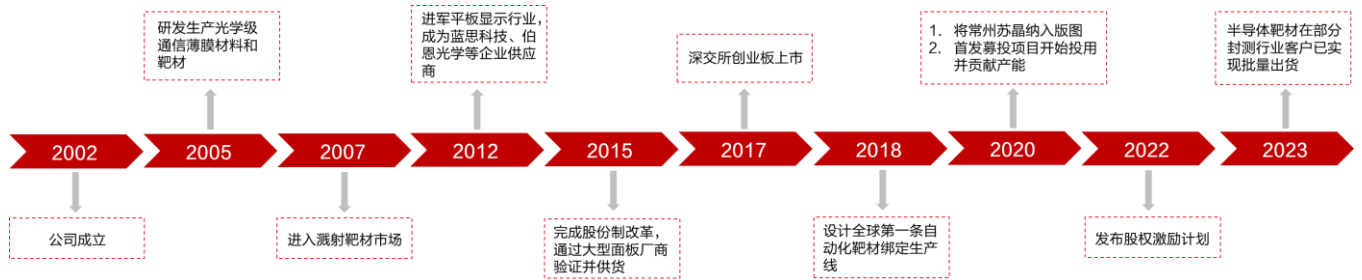 研发生产光学级
通信薄膜材料和
靶材
进军平板显示行业，
成为蓝思科技、伯
恩光学等企业供应
商
深交所创业板上市
1. 将常州苏晶纳入版图
2. 首发募投项目开始投用
并贡献产能
半导体靶材在部分
封测行业客户已实
现批量出货
2002
2005
2007
2012
2015
2017
2018
2020
2022
2023
公司成立
进入溅射靶材市场
完成股份制改革，
通过大型面板厂商
验证并供货
设计全球第一条自
动化靶材绑定生产
线
发布股权激励计划